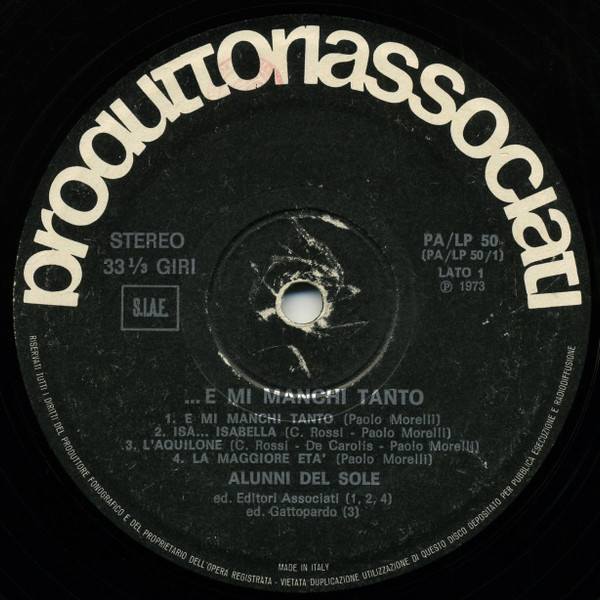 produttoriassociati
STEREO
33 1/3 GIRI
S.I.A.E.
PA/LP 50
(PA/LP 50/1)
LATO 1
℗ 1973
...E MI MANCHI TANTO
1. E MI MANCHI TANTO (Paolo Morelli)
2. ISA... ISABELLA (C. Rossi - Paolo Morelli)
3. L'AQUILONE (C. Rossi - De Carolis - Paolo Morelli)
4. LA MAGGIORE ETA' (Paolo Morelli)
ALUNNI DEL SOLE
ed. Editori Associati (1, 2, 4)
ed. Gattopardo (3)
MADE IN ITALY
RISERVATI TUTTI I DIRITTI DEL PRODUTTORE FONOGRAFICO E DEL PROPRIETARIO DELL'OPERA REGISTRATA - VIETATA DUPLICAZIONE UTILIZZAZIONE DI QUESTO DISCO DEPOSITATO PER PUBBLICA ESECUZIONE E RADIODIFFUSIONE